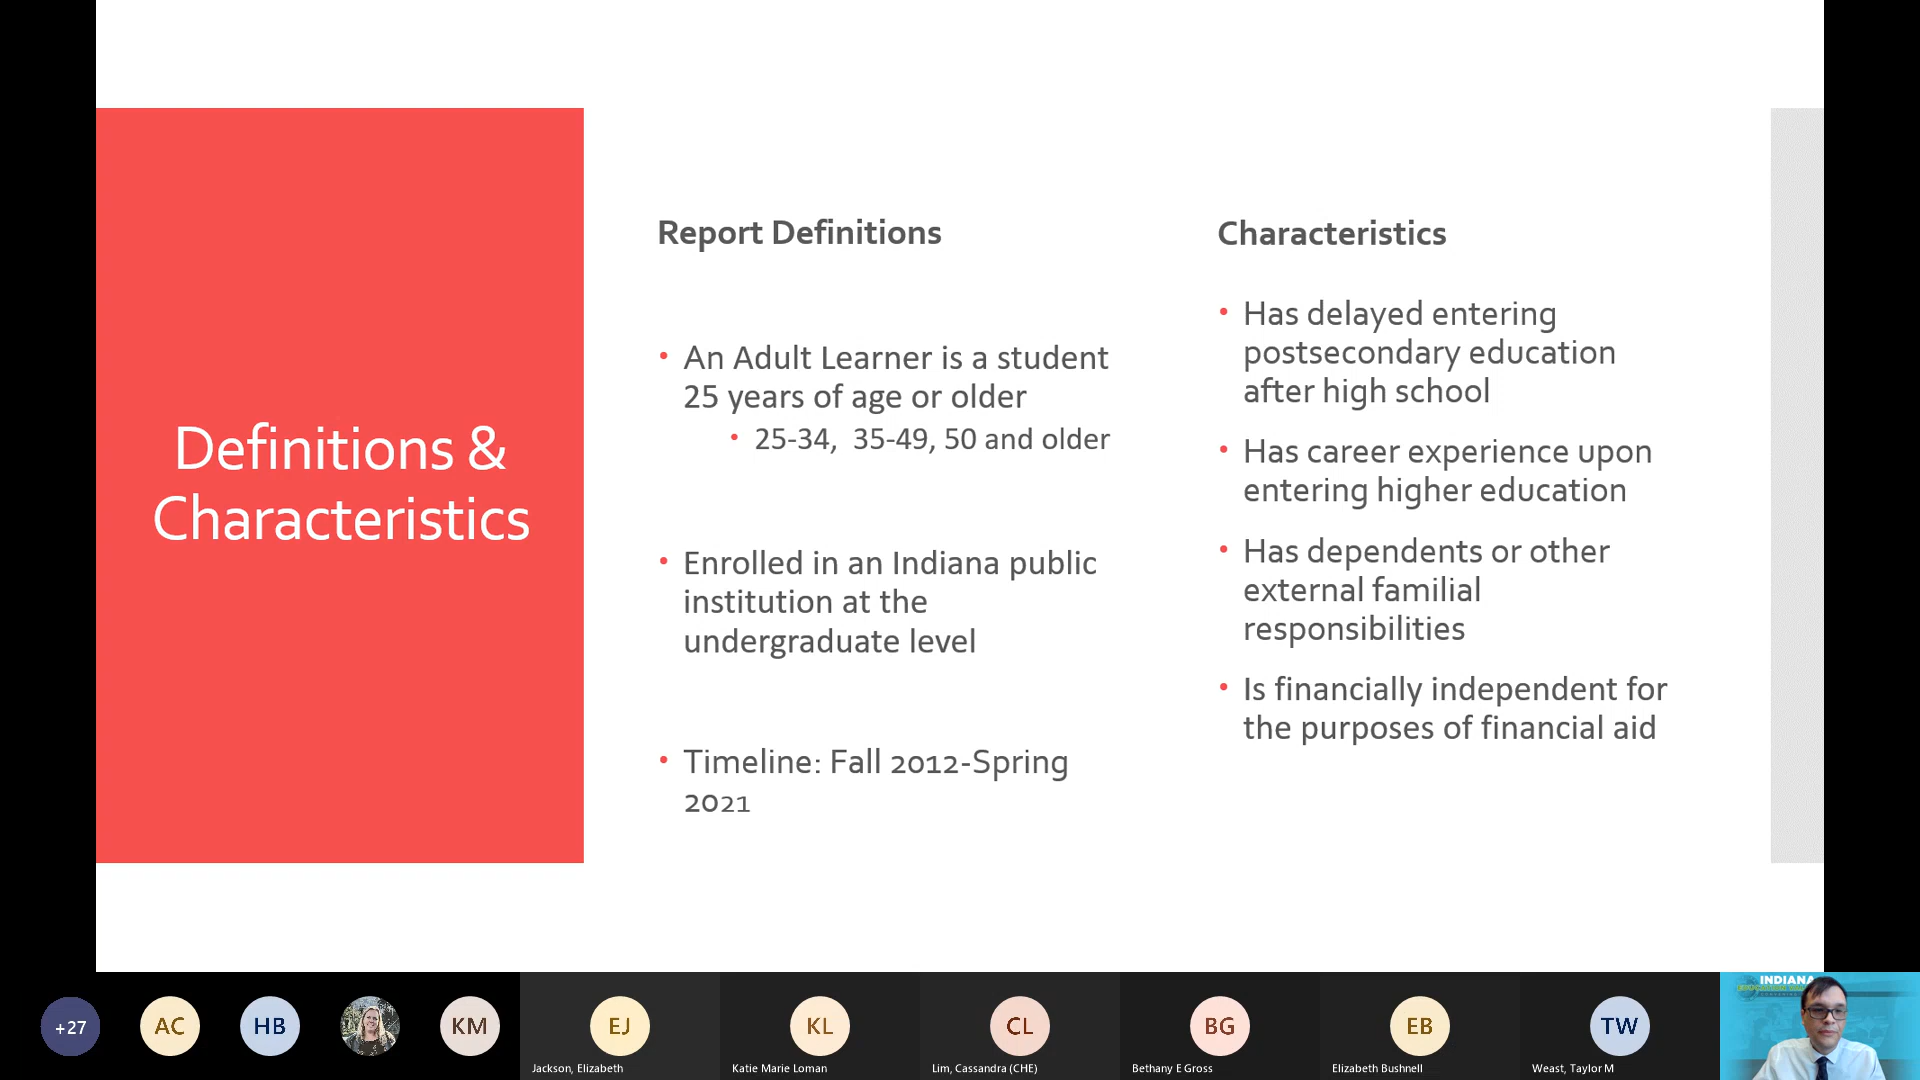 Definitions &
Characteristics
Report Definitions
• An Adult Learner is a student
25 years of age or older
• 25-34,  35-49, 50 and older
• Enrolled in an Indiana public
institution at the
undergraduate level
• Timeline: Fall 2012-Spring
2021
Characteristics
• Has delayed entering
postsecondary education
after high school
• Has career experience upon
entering higher education
• Has dependents or other
external familial
responsibilities
• Is financially independent for
the purposes of financial aid
+27
AC
HB
KM
EJ
Jackson, Elizabeth
KL
Katie Marie Loman
CL
Lim, Cassandra (CHE)
BG
Bethany E Gross
EB
Elizabeth Bushnell
TW
Weast, Taylor M
INDIANA